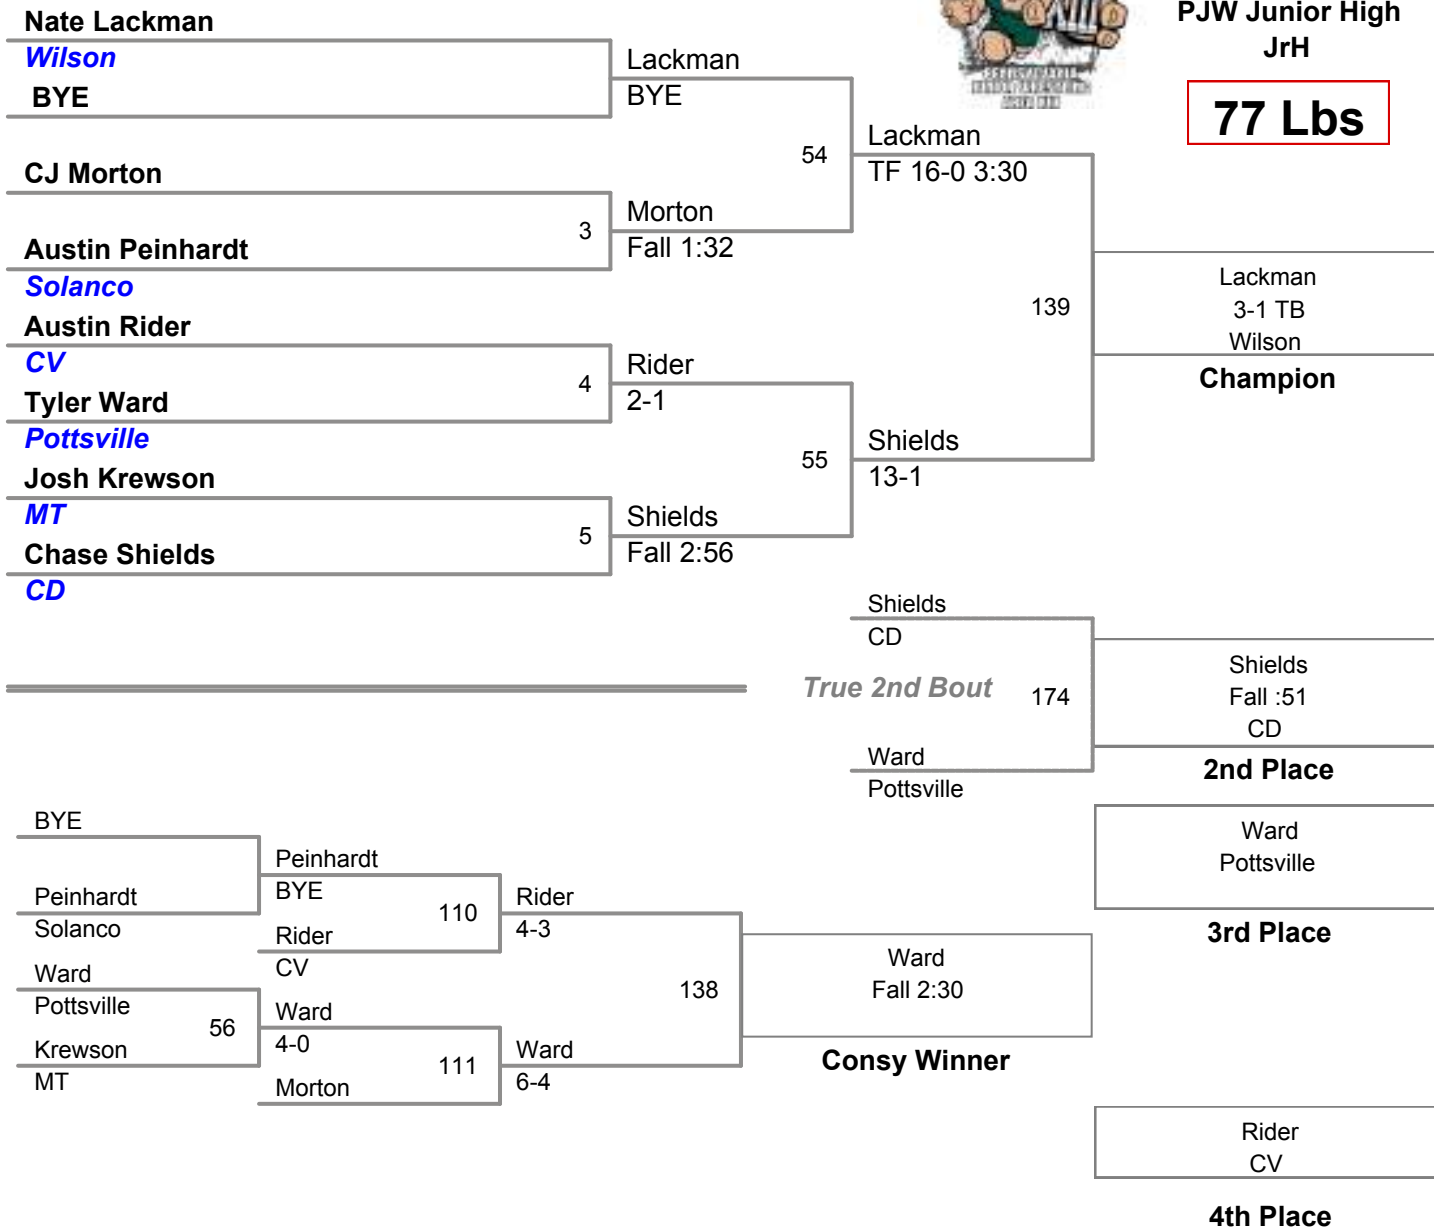 PJW Junior High
JrH
77 Lbs
Nate Lackman
Wilson
BYE
Lackman
BYE
CJ Morton
54
Lackman
TF 16-0 3:30
3
Morton
Fall 1:32
Austin Peinhardt
Solanco
Austin Rider
CV
4
Rider
2-1
Tyler Ward
Pottsville
139
Lackman
3-1 TB
Wilson
Champion
Josh Krewson
MT
55
Shields
13-1
5
Shields
Fall 2:56
Chase Shields
CD
Shields
CD
True 2nd Bout
174
Shields
Fall :51
CD
2nd Place
Ward
Pottsville
Ward
Pottsville
3rd Place
BYE
Peinhardt
BYE
Peinhardt
Solanco
110
Rider
4-3
Rider
CV
Ward
Pottsville
56
Ward
4-0
Krewson
MT
111
Ward
6-4
Morton
138
Ward
Fall 2:30
Consy Winner
Rider
CV
4th Place